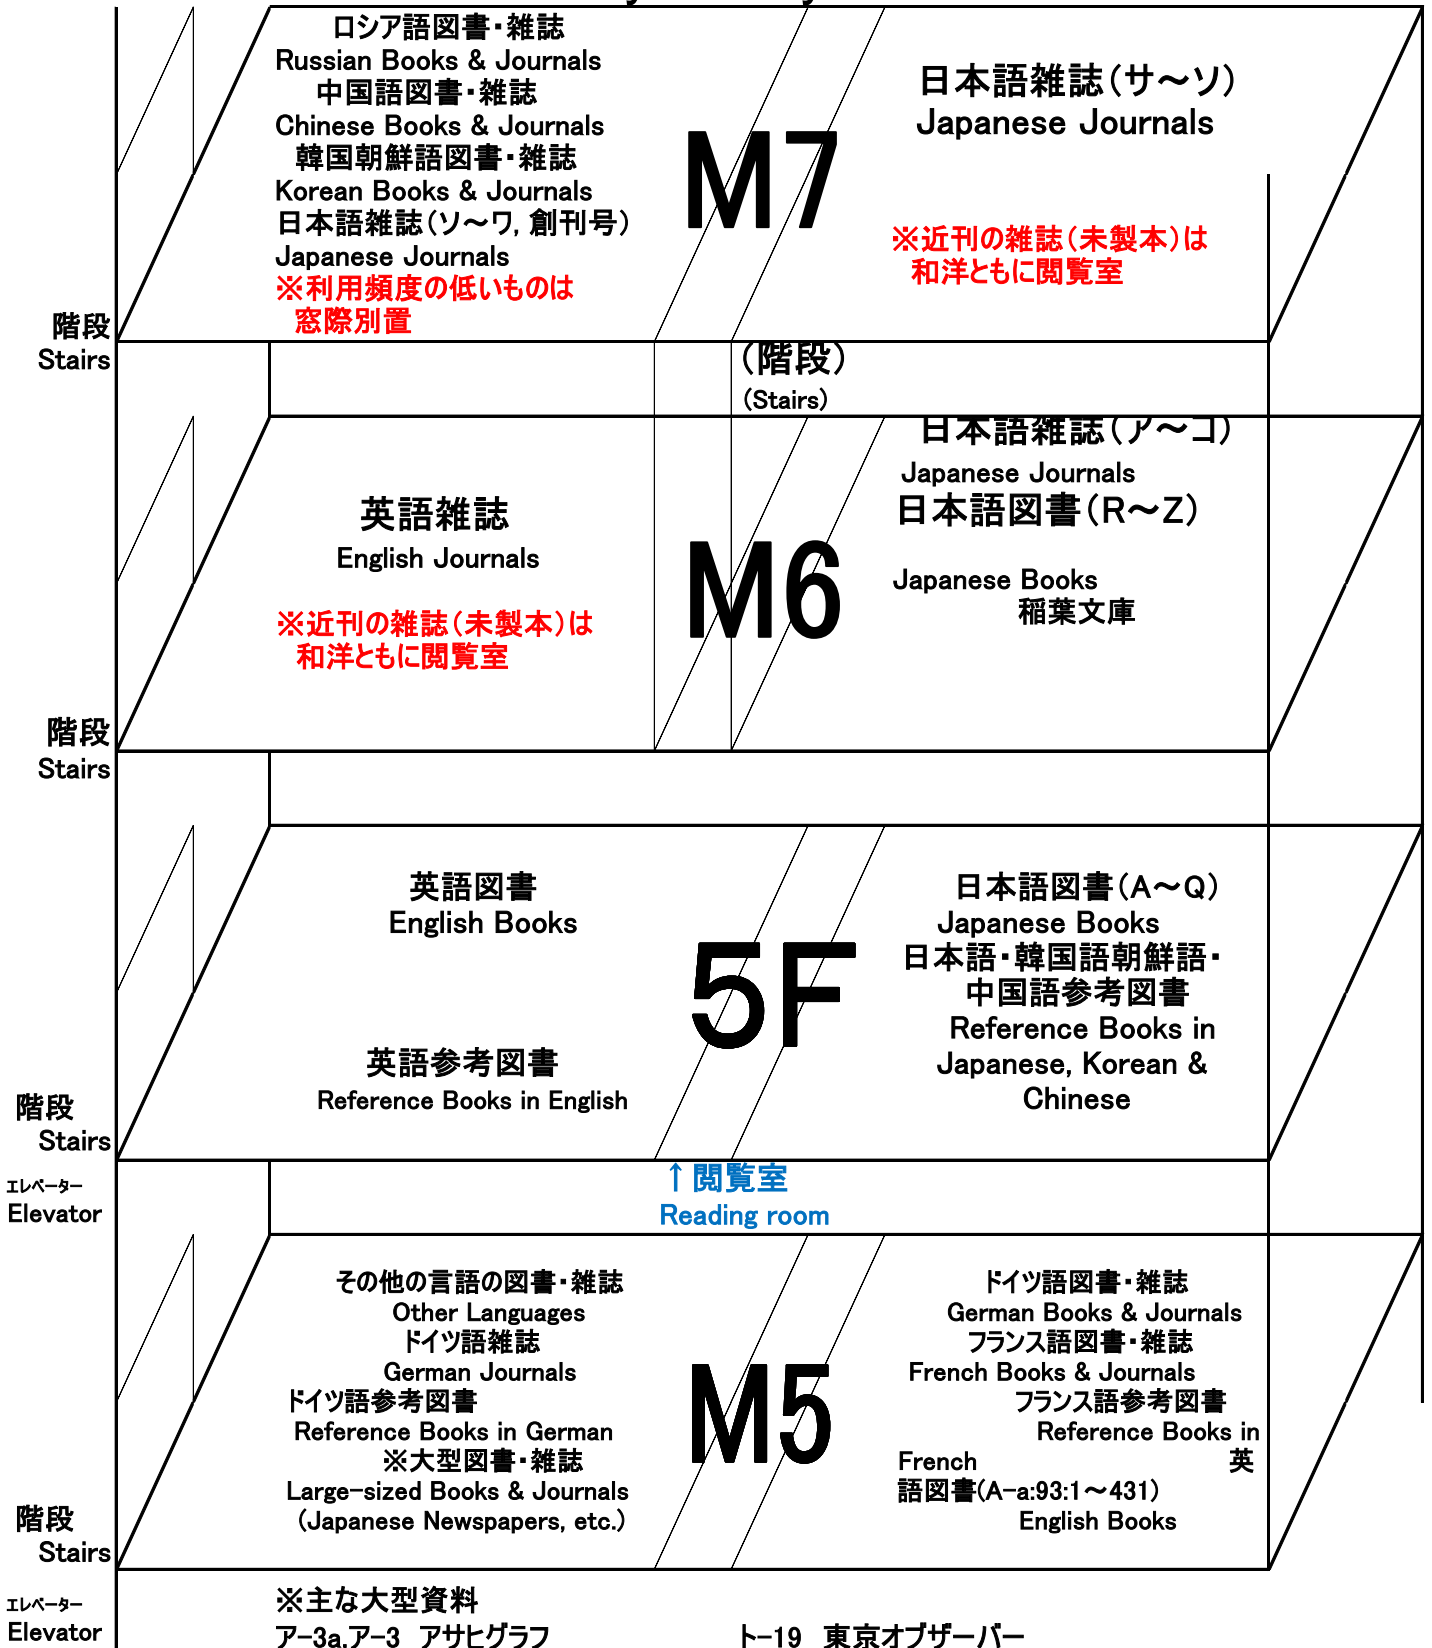 ロシア語図書・雑誌
Russian Books & Journals
中国語図書・雑誌
Chinese Books & Journals
韓国朝鮮語図書・雑誌
Korean Books & Journals
日本語雑誌(ソ～ワ, 創刊号)
Japanese Journals
※利用頻度の低いものは
窓際別置
M7
日本語雑誌(サ～ソ)
Japanese Journals
※近刊の雑誌(未製本)は
和洋ともに閲覧室
階段
Stairs
(階段)
(Stairs)
英語雑誌
English Journals
※近刊の雑誌(未製本)は
和洋ともに閲覧室
M6
日本語雑誌(ア～コ)
Japanese Journals
日本語図書(R～Z)
Japanese Books
稲葉文庫
階段
Stairs
英語図書
English Books
英語参考図書
Reference Books in English
5F
日本語図書(A～Q)
Japanese Books
日本語・韓国語朝鮮語・
中国語参考図書
Reference Books in
Japanese, Korean &
Chinese
階段
Stairs
エレベーター
Elevator
↑閲覧室
Reading room
その他の言語の図書・雑誌
Other Languages
ドイツ語雑誌
German Journals
ドイツ語参考図書
Reference Books in German
※大型図書・雑誌
Large-sized Books & Journals
(Japanese Newspapers, etc.)
M5
ドイツ語図書・雑誌
German Books & Journals
フランス語図書・雑誌
French Books & Journals
フランス語参考図書
Reference Books in
French 英
語図書(A-a:93:1～431)
English Books
階段
Stairs
エレベーター
Elevator
※主な大型資料
ア-3a,ア-3 アサヒグラフ ト-19 東京オブザーバー